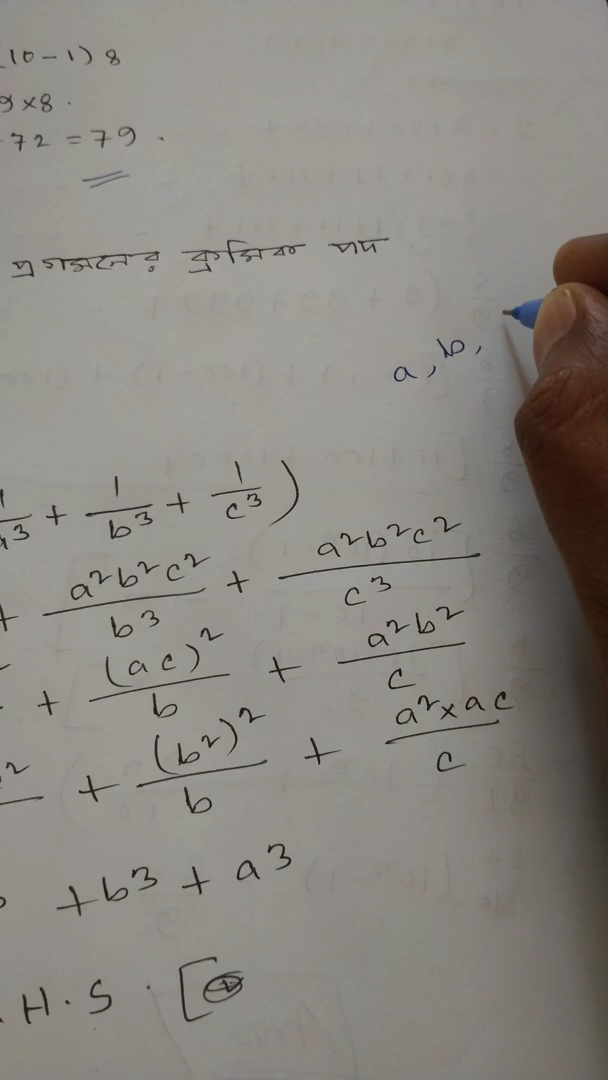 (10-1) 8
9×8.
72 = 79.
প্রগমনের ক্রমিক পদ
a, b,
+ 1/b³ + 1/c³)
+ a²b²c²/b³ + a²b²c²/c³
+ (ac)²/b + a²b²/c
+ (b²)²/b + a²×ac/c
+ b³ + a³
.H.S. [